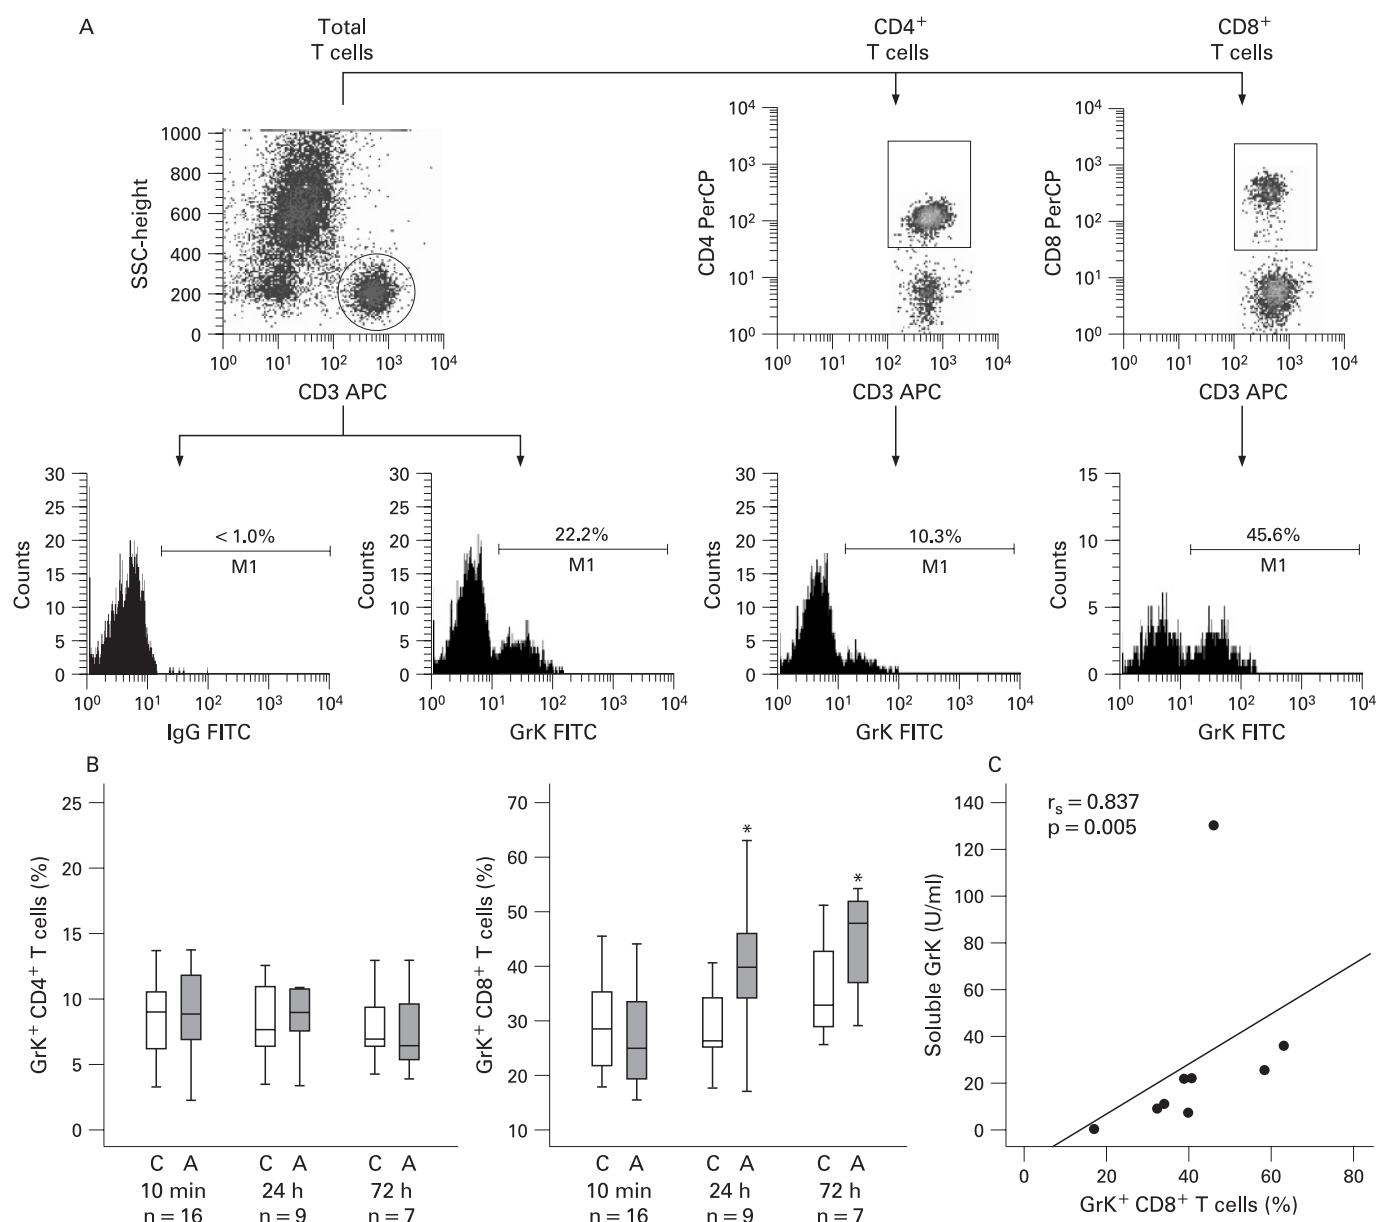 A
Total
T cells
CD4+
T cells
CD8+
T cells
1000
800
600
400
200
0
SSC-height
10^0 10^1 10^2 10^3 10^4
CD3 APC
10^4
10^3
10^2
10^1
10^0
CD4 PerCP
10^0 10^1 10^2 10^3 10^4
CD3 APC
10^4
10^3
10^2
10^1
10^0
CD8 PerCP
10^0 10^1 10^2 10^3 10^4
CD3 APC
30
25
20
15
10
5
0
Counts
< 1.0%
M1
10^0 10^1 10^2 10^3 10^4
IgG FITC
30
25
20
15
10
5
0
Counts
22.2%
M1
10^0 10^1 10^2 10^3 10^4
GrK FITC
30
25
20
15
10
5
0
Counts
10.3%
M1
10^0 10^1 10^2 10^3 10^4
GrK FITC
15
10
5
0
Counts
45.6%
M1
10^0 10^1 10^2 10^3 10^4
GrK FITC
B
25
20
15
10
5
0
GrK+ CD4+ T cells (%)
C A C A C A
10 min 24 h 72 h
n = 16 n = 9 n = 7
70
60
50
40
30
20
10
GrK+ CD8+ T cells (%)
*
*
C A C A C A
10 min 24 h 72 h
n = 16 n = 9 n = 7
C
rs = 0.837
p = 0.005
140
120
100
80
60
40
20
0
Soluble GrK (U/ml)
0 20 40 60 80
GrK+ CD8+ T cells (%)